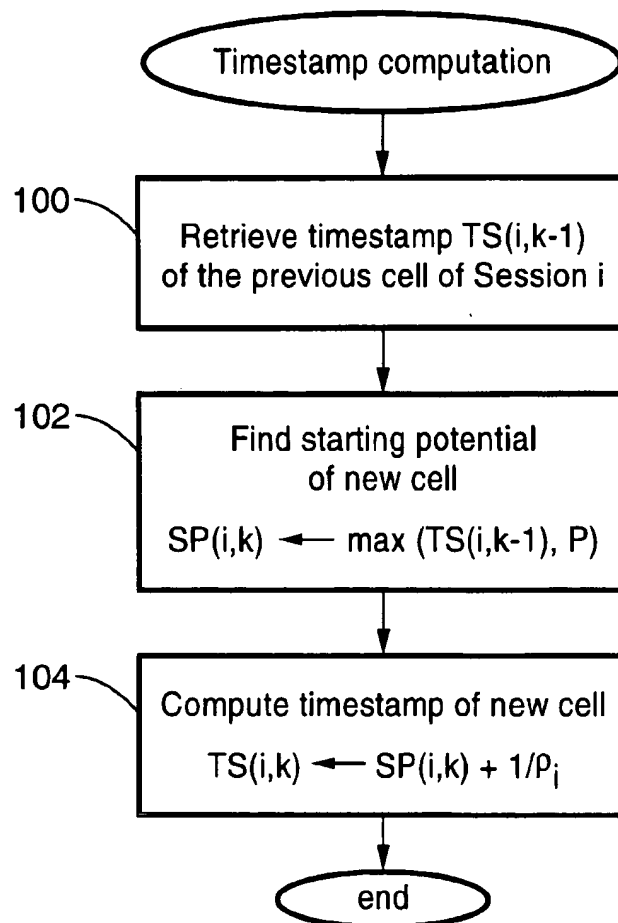 Timestamp computation
100
Retrieve timestamp TS(i,k-1)
of the previous cell of Session i
102
Find starting potential
of new cell
SP(i,k) ← max (TS(i,k-1), P)
104
Compute timestamp of new cell
TS(i,k) ← SP(i,k) + 1/ρi
end